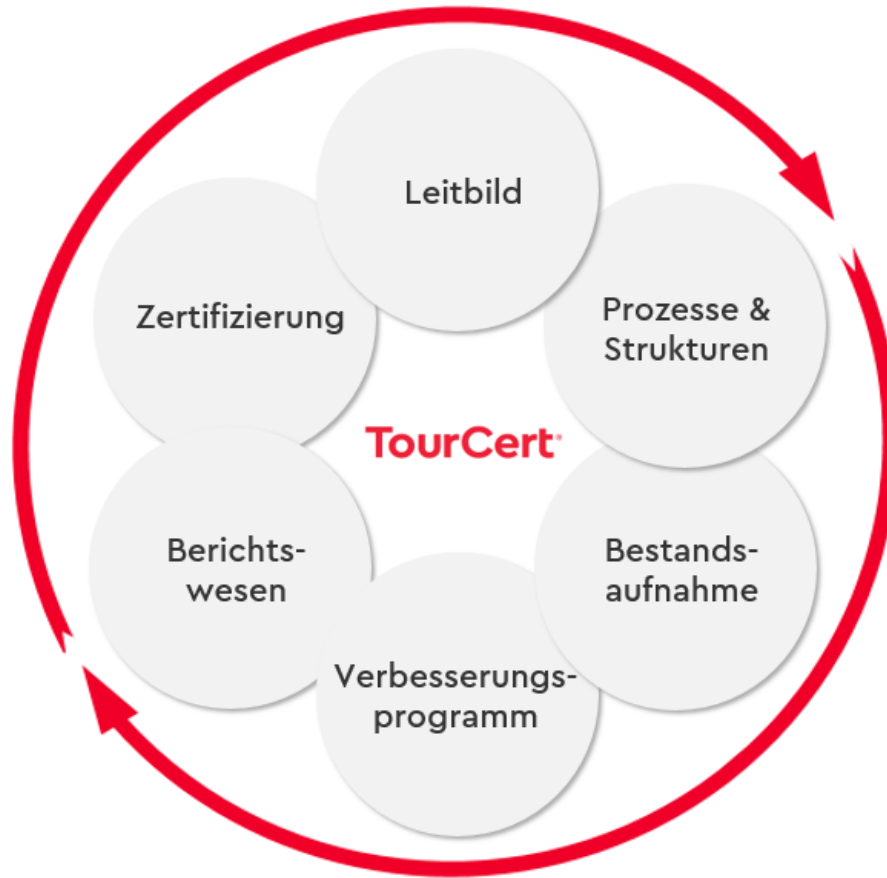 Leitbild
Prozesse &
Strukturen
Bestands-
aufnahme
Verbesserungs-
programm
Berichts-
wesen
Zertifizierung
TourCert